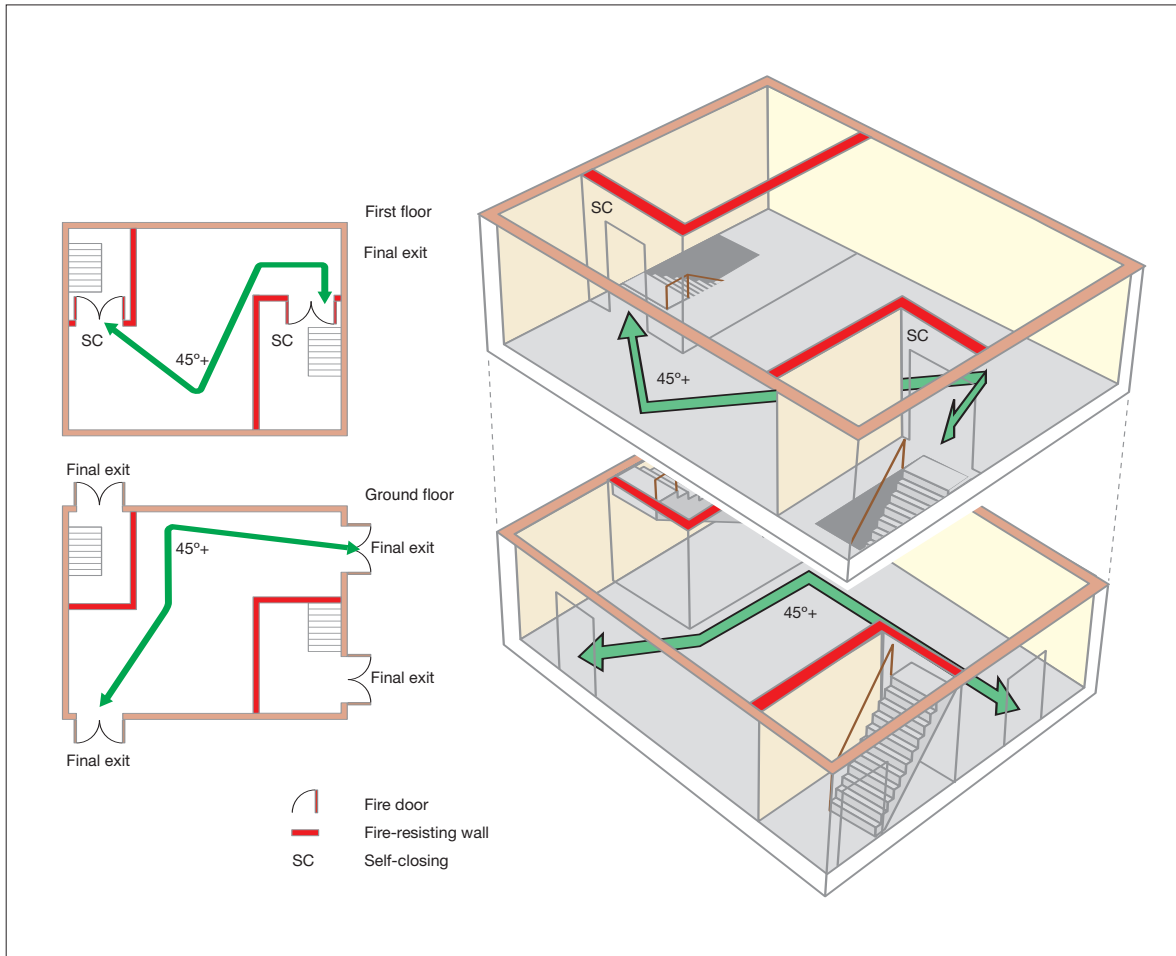 First floor
Final exit
SC
SC
45º+
Final exit
Ground floor
45º+
Final exit
Final exit
Final exit
Fire door
Fire-resisting wall
SC Self-closing
SC
SC
45º+
45º+